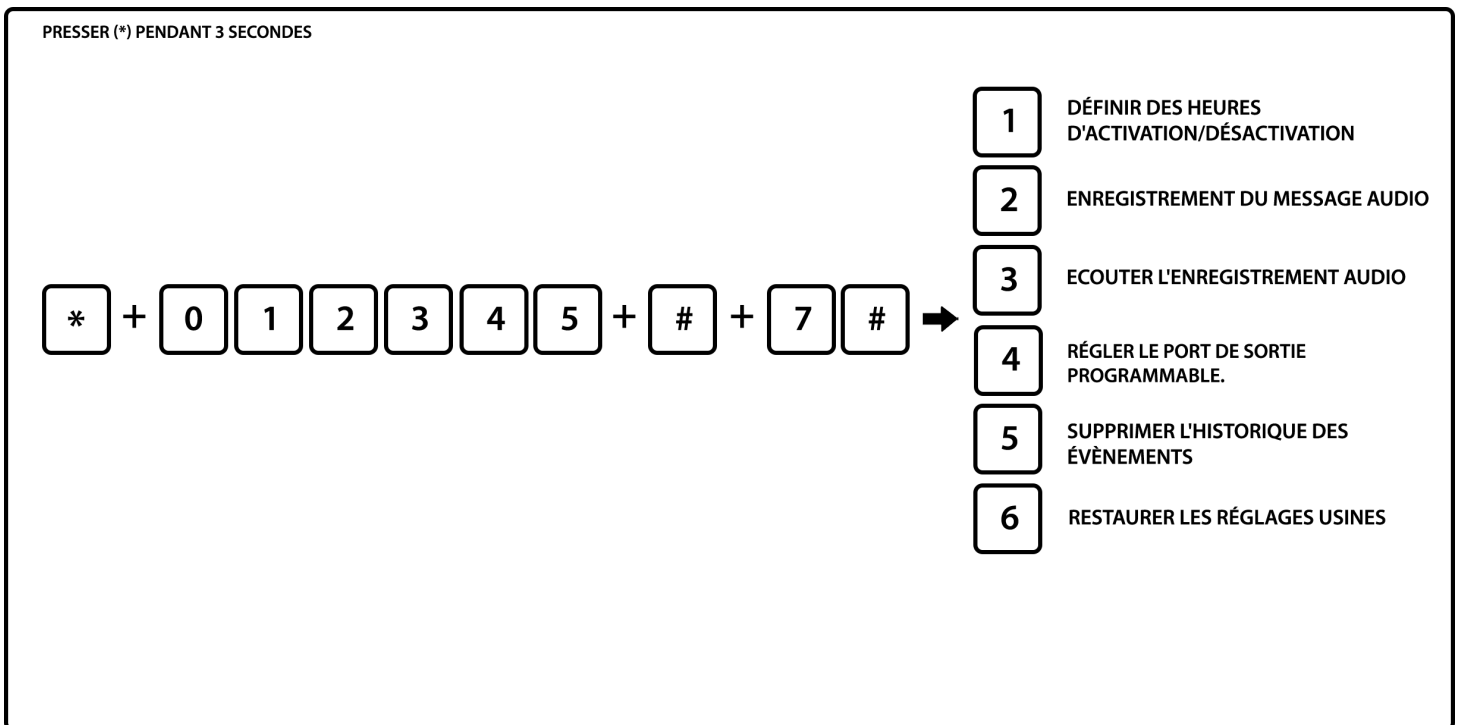 PRESSER (*) PENDANT 3 SECONDES
* + 0 1 2 3 4 5 + # + 7 #
1 DÉFINIR DES HEURES
D'ACTIVATION/DÉSACTIVATION
2 ENREGISTREMENT DU MESSAGE AUDIO
3 ECOUTER L'ENREGISTREMENT AUDIO
4 RÉGLER LE PORT DE SORTIE
PROGRAMMABLE.
5 SUPPRIMER L'HISTORIQUE DES
ÉVÈNEMENTS
6 RESTAURER LES RÉGLAGES USINES